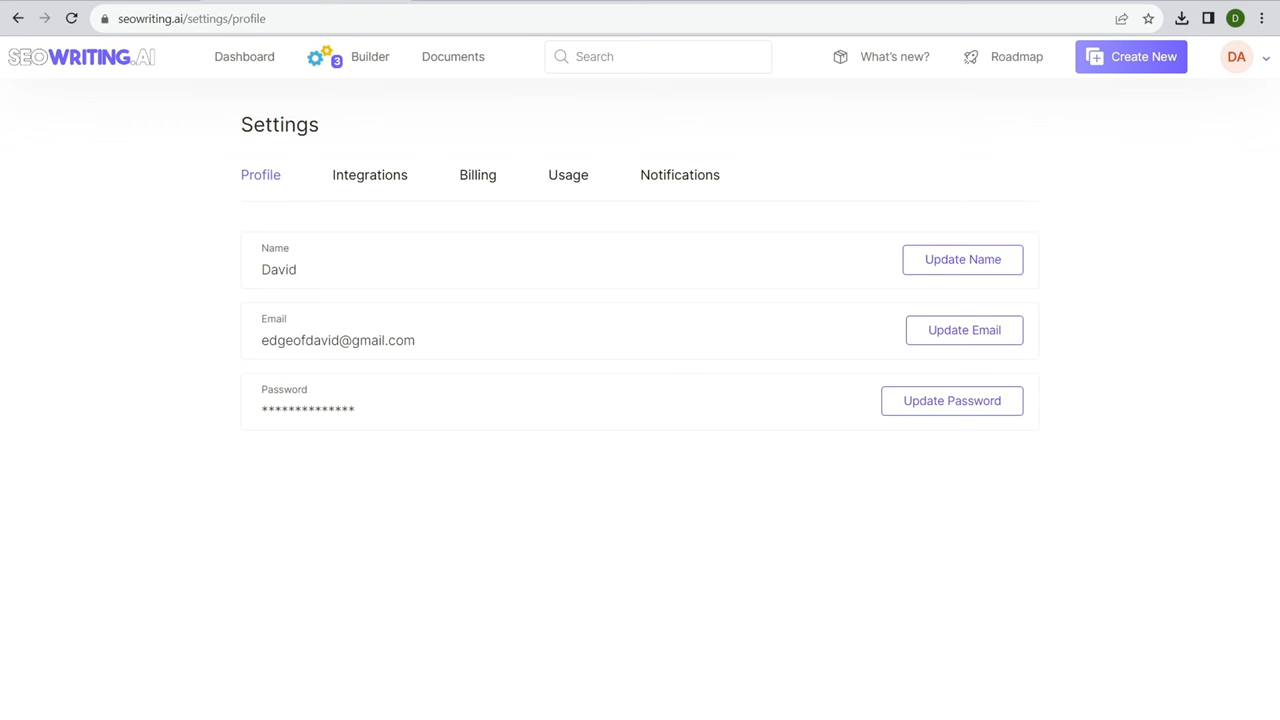 seowriting.ai/settings/profile
D
SEOWRITING.AI
Dashboard
3
Builder
Documents
Search
What's new?
Roadmap
Create New
DA
Settings
Profile
Integrations
Billing
Usage
Notifications
Name
David
Update Name
Email
edgeofdavid@gmail.com
Update Email
Password
**************
Update Password